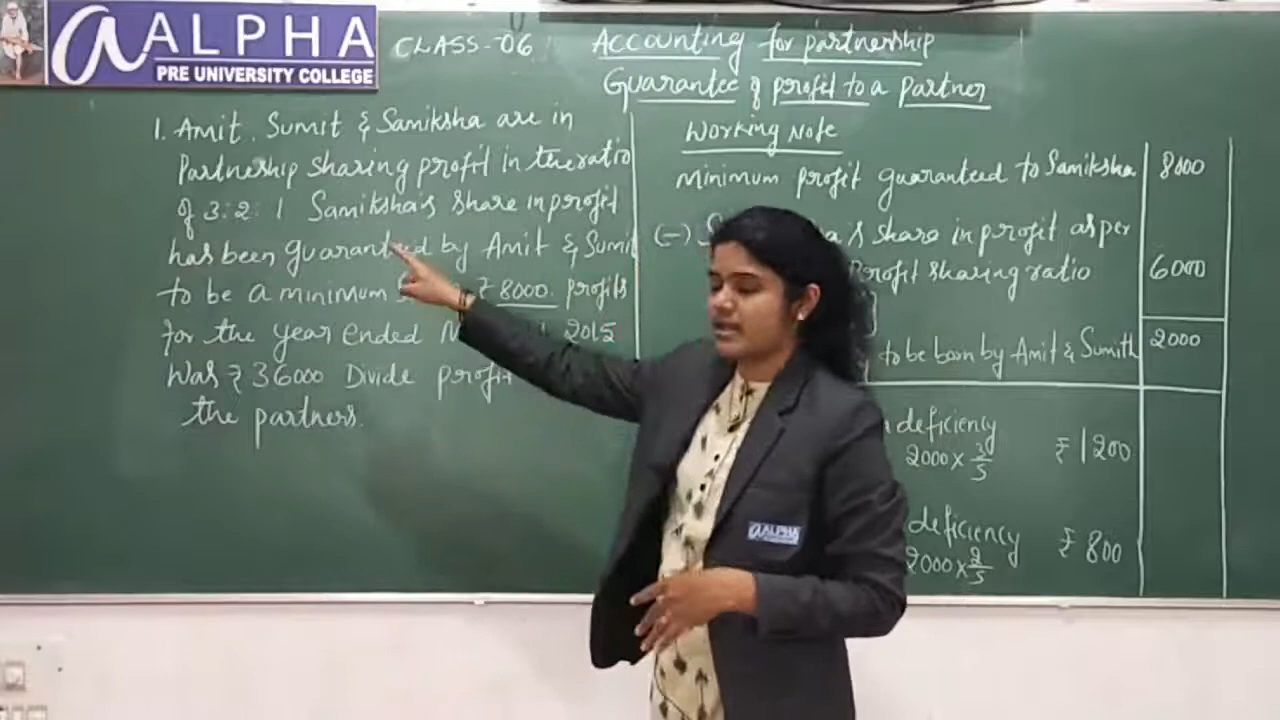 a ALPHA
PRE UNIVERSITY COLLEGE
CLASS-06
Accounting for partnership
Guarantee of profit to a partner
1. Amit, Sumit & Samiksha are in
Partnership sharing profit in the ratio
of 3:2:1 Samiksha's share in profit
has been guaranteed by Amit & Sumit
to be a minimum ₹ 8000. profits
for the year ended 2015
was ₹ 36000 Divide profit
the partners.
Working Note
minimum profit guaranteed to Samiksha 8000
(-) S share in profit as per
Profit sharing ratio 6000
to be born by Amit & Sumith 2000
deficiency
2000 × 3/5 ₹ 1200
deficiency
2000 × 2/5 ₹ 800
aALPHA